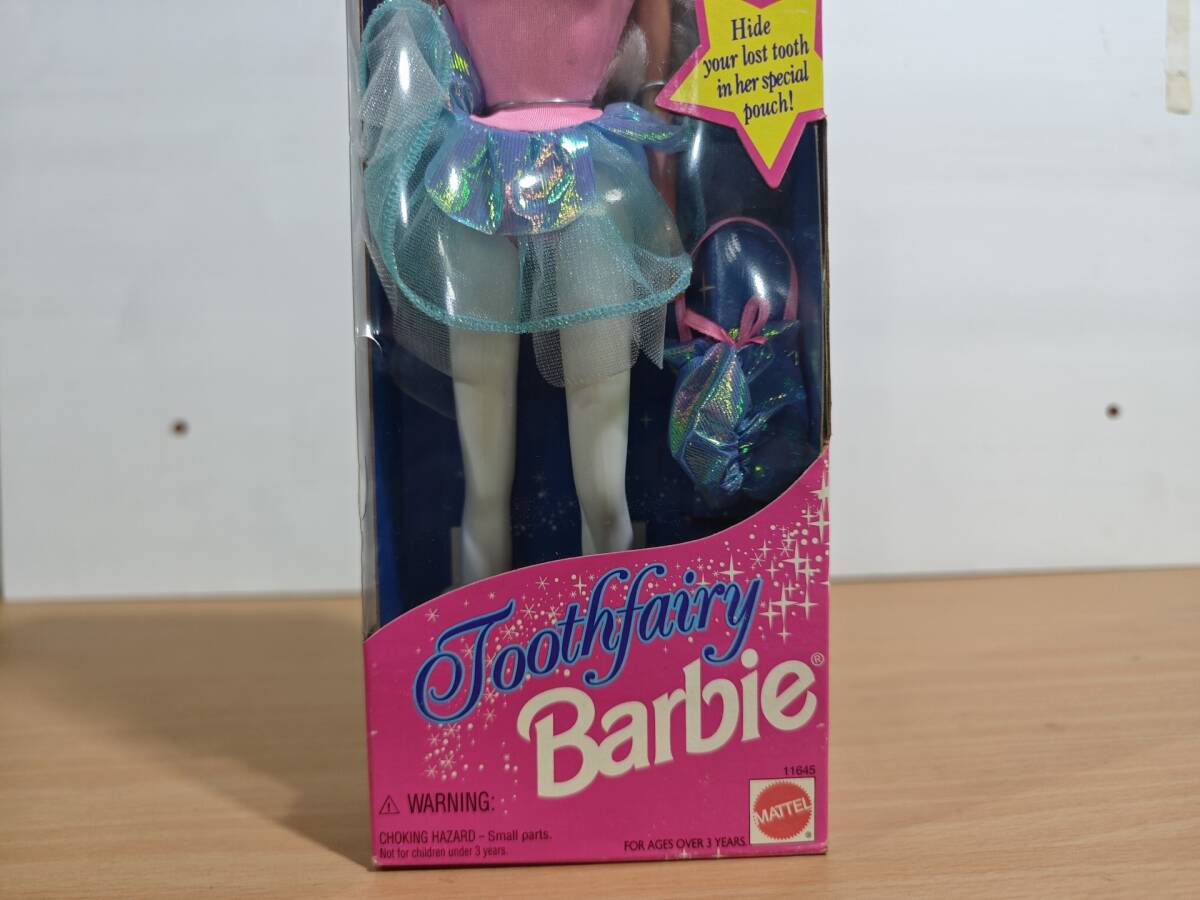 Hide
your lost tooth
in her special
pouch!
Toothfairy
Barbie®
11645
MATTEL
®
⚠ WARNING:
CHOKING HAZARD – Small parts.
Not for children under 3 years.
FOR AGES OVER 3 YEARS.